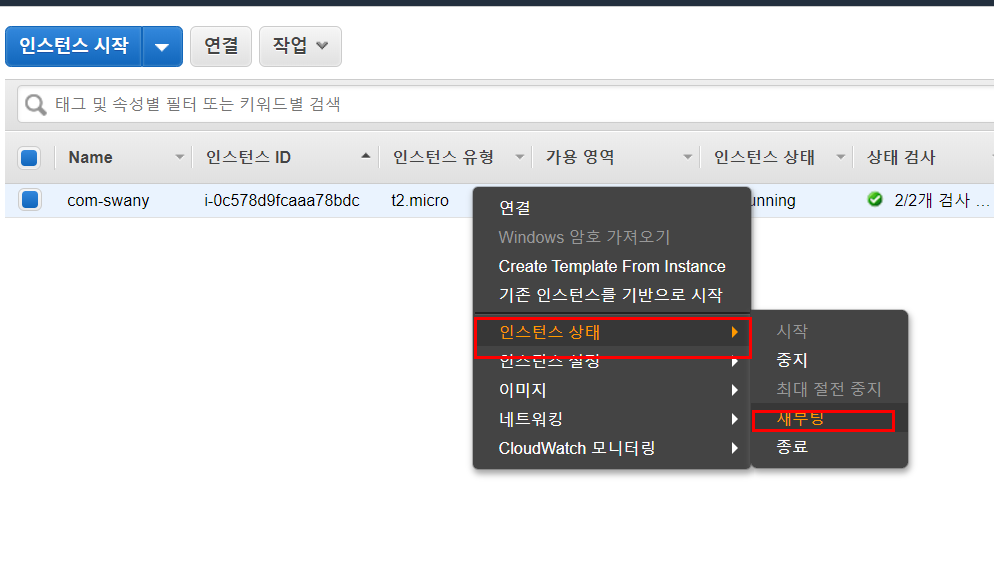 인스턴스 시작
연결
작업
태그 및 속성별 필터 또는 키워드별 검색
Name 인스턴스 ID 인스턴스 유형 가용 영역 인스턴스 상태 상태 검사
com-swany i-0c578d9fcaaa78bdc t2.micro unning 2/2개 검사 ...
연결
Windows 암호 가져오기
Create Template From Instance
기존 인스턴스를 기반으로 시작
인스턴스 상태
인스턴스 설정
이미지
네트워킹
CloudWatch 모니터링
시작
중지
최대 절전 중지
재부팅
종료